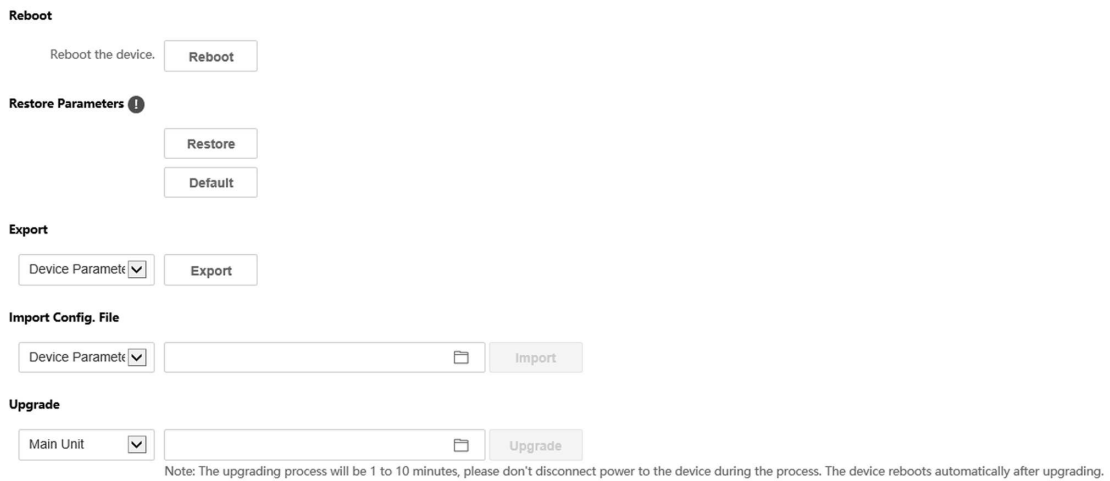 Reboot
Reboot the device. Reboot
Restore Parameters !
Restore
Default
Export
Device Paramete Export
Import Config. File
Device Paramete Import
Upgrade
Main Unit Upgrade
Note: The upgrading process will be 1 to 10 minutes, please don't disconnect power to the device during the process. The device reboots automatically after upgrading.